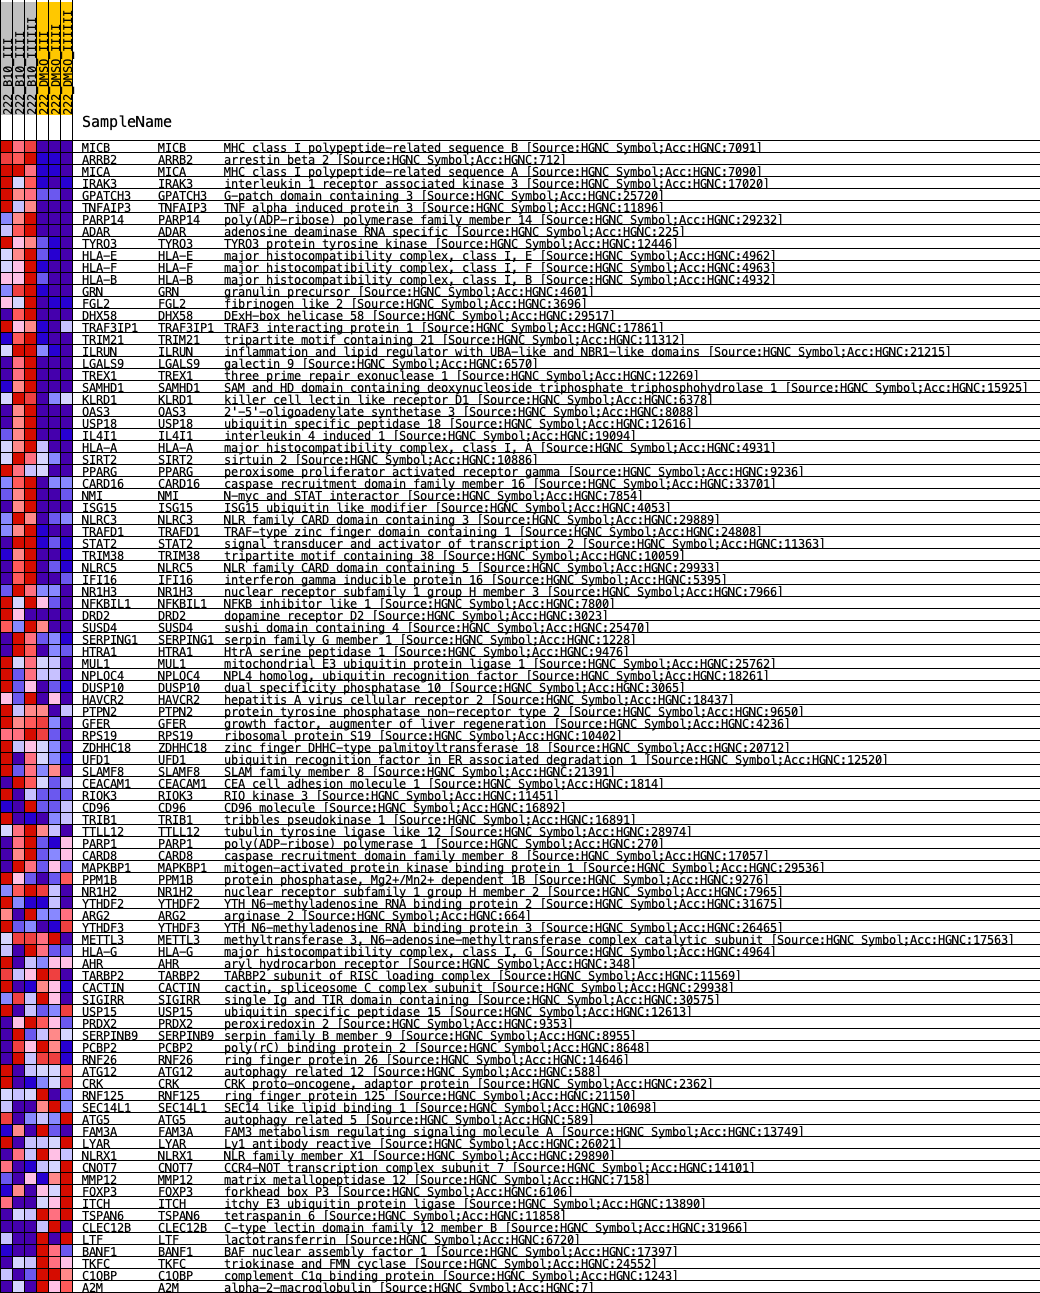 222_B10_III
222_B10_IIII
222_B10_IIIIII
222_DMSO_III
222_DMSO_IIII
222_DMSO_IIIIII
SampleName
MICB MICB MHC class I polypeptide-related sequence B [Source:HGNC Symbol;Acc:HGNC:7091]
ARRB2 ARRB2 arrestin beta 2 [Source:HGNC Symbol;Acc:HGNC:712]
MICA MICA MHC class I polypeptide-related sequence A [Source:HGNC Symbol;Acc:HGNC:7090]
IRAK3 IRAK3 interleukin 1 receptor associated kinase 3 [Source:HGNC Symbol;Acc:HGNC:17020]
GPATCH3 GPATCH3 G-patch domain containing 3 [Source:HGNC Symbol;Acc:HGNC:25720]
TNFAIP3 TNFAIP3 TNF alpha induced protein 3 [Source:HGNC Symbol;Acc:HGNC:11896]
PARP14 PARP14 poly(ADP-ribose) polymerase family member 14 [Source:HGNC Symbol;Acc:HGNC:29232]
ADAR ADAR adenosine deaminase RNA specific [Source:HGNC Symbol;Acc:HGNC:225]
TYRO3 TYRO3 TYRO3 protein tyrosine kinase [Source:HGNC Symbol;Acc:HGNC:12446]
HLA-E HLA-E major histocompatibility complex, class I, E [Source:HGNC Symbol;Acc:HGNC:4962]
HLA-F HLA-F major histocompatibility complex, class I, F [Source:HGNC Symbol;Acc:HGNC:4963]
HLA-B HLA-B major histocompatibility complex, class I, B [Source:HGNC Symbol;Acc:HGNC:4932]
GRN GRN granulin precursor [Source:HGNC Symbol;Acc:HGNC:4601]
FGL2 FGL2 fibrinogen like 2 [Source:HGNC Symbol;Acc:HGNC:3696]
DHX58 DHX58 DExH-box helicase 58 [Source:HGNC Symbol;Acc:HGNC:29517]
TRAF3IP1 TRAF3IP1 TRAF3 interacting protein 1 [Source:HGNC Symbol;Acc:HGNC:17861]
TRIM21 TRIM21 tripartite motif containing 21 [Source:HGNC Symbol;Acc:HGNC:11312]
ILRUN ILRUN inflammation and lipid regulator with UBA-like and NBR1-like domains [Source:HGNC Symbol;Acc:HGNC:21215]
LGALS9 LGALS9 galectin 9 [Source:HGNC Symbol;Acc:HGNC:6570]
TREX1 TREX1 three prime repair exonuclease 1 [Source:HGNC Symbol;Acc:HGNC:12269]
SAMHD1 SAMHD1 SAM and HD domain containing deoxynucleoside triphosphate triphosphohydrolase 1 [Source:HGNC Symbol;Acc:HGNC:15925]
KLRD1 KLRD1 killer cell lectin like receptor D1 [Source:HGNC Symbol;Acc:HGNC:6378]
OAS3 OAS3 2'-5'-oligoadenylate synthetase 3 [Source:HGNC Symbol;Acc:HGNC:8088]
USP18 USP18 ubiquitin specific peptidase 18 [Source:HGNC Symbol;Acc:HGNC:12616]
IL4I1 IL4I1 interleukin 4 induced 1 [Source:HGNC Symbol;Acc:HGNC:19094]
HLA-A HLA-A major histocompatibility complex, class I, A [Source:HGNC Symbol;Acc:HGNC:4931]
SIRT2 SIRT2 sirtuin 2 [Source:HGNC Symbol;Acc:HGNC:10886]
PPARG PPARG peroxisome proliferator activated receptor gamma [Source:HGNC Symbol;Acc:HGNC:9236]
CARD16 CARD16 caspase recruitment domain family member 16 [Source:HGNC Symbol;Acc:HGNC:33701]
NMI NMI N-myc and STAT interactor [Source:HGNC Symbol;Acc:HGNC:7854]
ISG15 ISG15 ISG15 ubiquitin like modifier [Source:HGNC Symbol;Acc:HGNC:4053]
NLRC3 NLRC3 NLR family CARD domain containing 3 [Source:HGNC Symbol;Acc:HGNC:29889]
TRAFD1 TRAFD1 TRAF-type zinc finger domain containing 1 [Source:HGNC Symbol;Acc:HGNC:24808]
STAT2 STAT2 signal transducer and activator of transcription 2 [Source:HGNC Symbol;Acc:HGNC:11363]
TRIM38 TRIM38 tripartite motif containing 38 [Source:HGNC Symbol;Acc:HGNC:10059]
NLRC5 NLRC5 NLR family CARD domain containing 5 [Source:HGNC Symbol;Acc:HGNC:29933]
IFI16 IFI16 interferon gamma inducible protein 16 [Source:HGNC Symbol;Acc:HGNC:5395]
NR1H3 NR1H3 nuclear receptor subfamily 1 group H member 3 [Source:HGNC Symbol;Acc:HGNC:7966]
NFKBIL1 NFKBIL1 NFKB inhibitor like 1 [Source:HGNC Symbol;Acc:HGNC:7800]
DRD2 DRD2 dopamine receptor D2 [Source:HGNC Symbol;Acc:HGNC:3023]
SUSD4 SUSD4 sushi domain containing 4 [Source:HGNC Symbol;Acc:HGNC:25470]
SERPING1 SERPING1 serpin family G member 1 [Source:HGNC Symbol;Acc:HGNC:1228]
HTRA1 HTRA1 HtrA serine peptidase 1 [Source:HGNC Symbol;Acc:HGNC:9476]
MUL1 MUL1 mitochondrial E3 ubiquitin protein ligase 1 [Source:HGNC Symbol;Acc:HGNC:25762]
NPLOC4 NPLOC4 NPL4 homolog, ubiquitin recognition factor [Source:HGNC Symbol;Acc:HGNC:18261]
DUSP10 DUSP10 dual specificity phosphatase 10 [Source:HGNC Symbol;Acc:HGNC:3065]
HAVCR2 HAVCR2 hepatitis A virus cellular receptor 2 [Source:HGNC Symbol;Acc:HGNC:18437]
PTPN2 PTPN2 protein tyrosine phosphatase non-receptor type 2 [Source:HGNC Symbol;Acc:HGNC:9650]
GFER GFER growth factor, augmenter of liver regeneration [Source:HGNC Symbol;Acc:HGNC:4236]
RPS19 RPS19 ribosomal protein S19 [Source:HGNC Symbol;Acc:HGNC:10402]
ZDHHC18 ZDHHC18 zinc finger DHHC-type palmitoyltransferase 18 [Source:HGNC Symbol;Acc:HGNC:20712]
UFD1 UFD1 ubiquitin recognition factor in ER associated degradation 1 [Source:HGNC Symbol;Acc:HGNC:12520]
SLAMF8 SLAMF8 SLAM family member 8 [Source:HGNC Symbol;Acc:HGNC:21391]
CEACAM1 CEACAM1 CEA cell adhesion molecule 1 [Source:HGNC Symbol;Acc:HGNC:1814]
RIOK3 RIOK3 RIO kinase 3 [Source:HGNC Symbol;Acc:HGNC:11451]
CD96 CD96 CD96 molecule [Source:HGNC Symbol;Acc:HGNC:16892]
TRIB1 TRIB1 tribbles pseudokinase 1 [Source:HGNC Symbol;Acc:HGNC:16891]
TTLL12 TTLL12 tubulin tyrosine ligase like 12 [Source:HGNC Symbol;Acc:HGNC:28974]
PARP1 PARP1 poly(ADP-ribose) polymerase 1 [Source:HGNC Symbol;Acc:HGNC:270]
CARD8 CARD8 caspase recruitment domain family member 8 [Source:HGNC Symbol;Acc:HGNC:17057]
MAPKBP1 MAPKBP1 mitogen-activated protein kinase binding protein 1 [Source:HGNC Symbol;Acc:HGNC:29536]
PPM1B PPM1B protein phosphatase, Mg2+/Mn2+ dependent 1B [Source:HGNC Symbol;Acc:HGNC:9276]
NR1H2 NR1H2 nuclear receptor subfamily 1 group H member 2 [Source:HGNC Symbol;Acc:HGNC:7965]
YTHDF2 YTHDF2 YTH N6-methyladenosine RNA binding protein 2 [Source:HGNC Symbol;Acc:HGNC:31675]
ARG2 ARG2 arginase 2 [Source:HGNC Symbol;Acc:HGNC:664]
YTHDF3 YTHDF3 YTH N6-methyladenosine RNA binding protein 3 [Source:HGNC Symbol;Acc:HGNC:26465]
METTL3 METTL3 methyltransferase 3, N6-adenosine-methyltransferase complex catalytic subunit [Source:HGNC Symbol;Acc:HGNC:17563]
HLA-G HLA-G major histocompatibility complex, class I, G [Source:HGNC Symbol;Acc:HGNC:4964]
AHR AHR aryl hydrocarbon receptor [Source:HGNC Symbol;Acc:HGNC:348]
TARBP2 TARBP2 TARBP2 subunit of RISC loading complex [Source:HGNC Symbol;Acc:HGNC:11569]
CACTIN CACTIN cactin, spliceosome C complex subunit [Source:HGNC Symbol;Acc:HGNC:29938]
SIGIRR SIGIRR single Ig and TIR domain containing [Source:HGNC Symbol;Acc:HGNC:30575]
USP15 USP15 ubiquitin specific peptidase 15 [Source:HGNC Symbol;Acc:HGNC:12613]
PRDX2 PRDX2 peroxiredoxin 2 [Source:HGNC Symbol;Acc:HGNC:9353]
SERPINB9 SERPINB9 serpin family B member 9 [Source:HGNC Symbol;Acc:HGNC:8955]
PCBP2 PCBP2 poly(rC) binding protein 2 [Source:HGNC Symbol;Acc:HGNC:8648]
RNF26 RNF26 ring finger protein 26 [Source:HGNC Symbol;Acc:HGNC:14646]
ATG12 ATG12 autophagy related 12 [Source:HGNC Symbol;Acc:HGNC:588]
CRK CRK CRK proto-oncogene, adaptor protein [Source:HGNC Symbol;Acc:HGNC:2362]
RNF125 RNF125 ring finger protein 125 [Source:HGNC Symbol;Acc:HGNC:21150]
SEC14L1 SEC14L1 SEC14 like lipid binding 1 [Source:HGNC Symbol;Acc:HGNC:10698]
ATG5 ATG5 autophagy related 5 [Source:HGNC Symbol;Acc:HGNC:589]
FAM3A FAM3A FAM3 metabolism regulating signaling molecule A [Source:HGNC Symbol;Acc:HGNC:13749]
LYAR LYAR Ly1 antibody reactive [Source:HGNC Symbol;Acc:HGNC:26021]
NLRX1 NLRX1 NLR family member X1 [Source:HGNC Symbol;Acc:HGNC:29890]
CNOT7 CNOT7 CCR4-NOT transcription complex subunit 7 [Source:HGNC Symbol;Acc:HGNC:14101]
MMP12 MMP12 matrix metallopeptidase 12 [Source:HGNC Symbol;Acc:HGNC:7158]
FOXP3 FOXP3 forkhead box P3 [Source:HGNC Symbol;Acc:HGNC:6106]
ITCH ITCH itchy E3 ubiquitin protein ligase [Source:HGNC Symbol;Acc:HGNC:13890]
TSPAN6 TSPAN6 tetraspanin 6 [Source:HGNC Symbol;Acc:HGNC:11858]
CLEC12B CLEC12B C-type lectin domain family 12 member B [Source:HGNC Symbol;Acc:HGNC:31966]
LTF LTF lactotransferrin [Source:HGNC Symbol;Acc:HGNC:6720]
BANF1 BANF1 BAF nuclear assembly factor 1 [Source:HGNC Symbol;Acc:HGNC:17397]
TKFC TKFC triokinase and FMN cyclase [Source:HGNC Symbol;Acc:HGNC:24552]
C1QBP C1QBP complement C1q binding protein [Source:HGNC Symbol;Acc:HGNC:1243]
A2M A2M alpha-2-macroglobulin [Source:HGNC Symbol;Acc:HGNC:7]